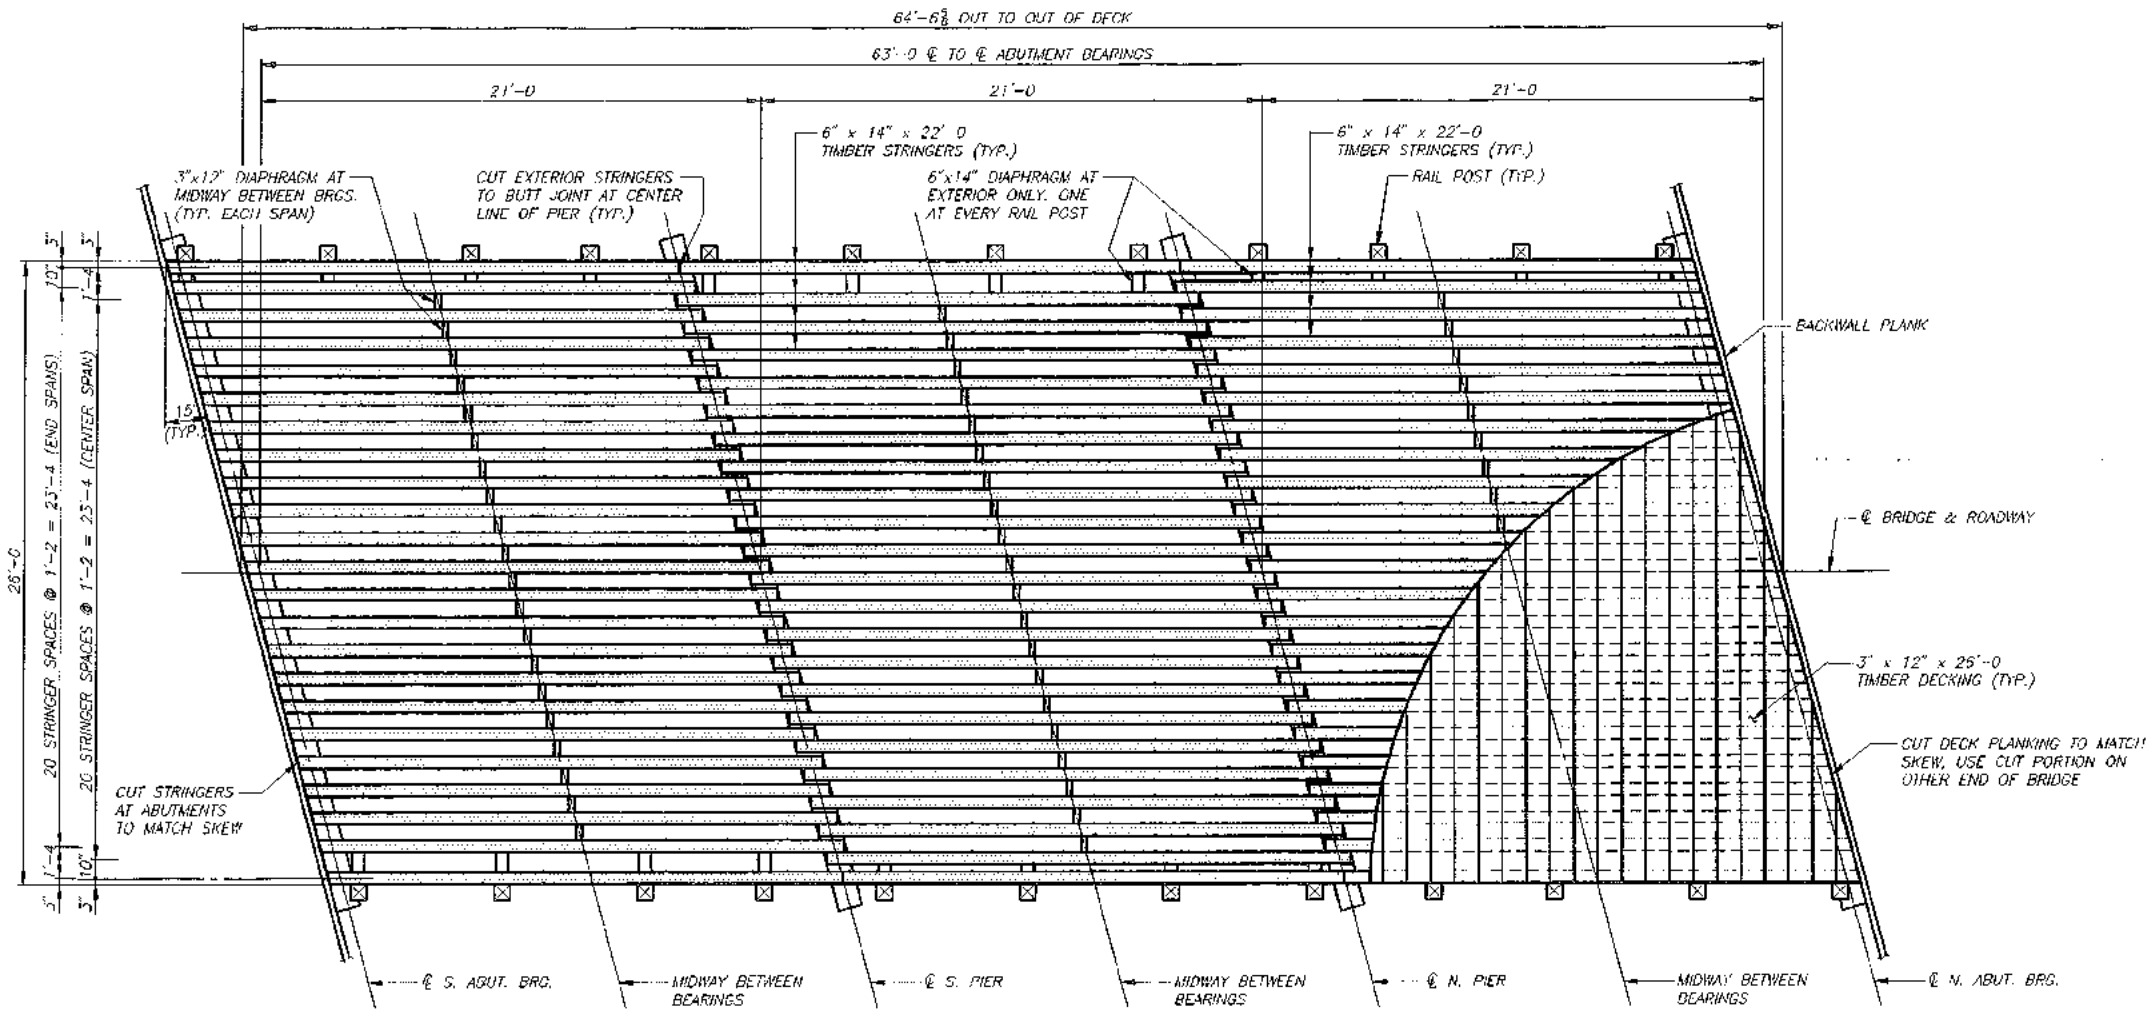 64'-6⅝ OUT TO OUT OF DECK
63'-0 ℄ TO ℄ ABUTMENT BEARINGS
21'-0
21'-0
21'-0
6" x 14" x 22' 0
TIMBER STRINGERS (TYP.)
6" x 14" x 22'-0
TIMBER STRINGERS (TYP.)
3"x12" DIAPHRAGM AT
MIDWAY BETWEEN BRGS.
(TYP. EACH SPAN)
CUT EXTERIOR STRINGERS
TO BUTT JOINT AT CENTER
LINE OF PIER (TYP.)
6"x14" DIAPHRAGM AT
EXTERIOR ONLY. ONE
AT EVERY RAIL POST
RAIL POST (TYP.)
3"
3"
10"
1'-4
BACKWALL PLANK
15°
(TYP.
26'-0
20 STRINGER SPACES @ 1'-2 = 23'-4 (END SPANS)
20 STRINGER SPACES @ 1'-2 = 23'-4 (CENTER SPAN)
℄ BRIDGE & ROADWAY
3" x 12" x 26'-0
TIMBER DECKING (TYP.)
CUT DECK PLANKING TO MATCH
SKEW, USE CUT PORTION ON
OTHER END OF BRIDGE
CUT STRINGERS
AT ABUTMENTS
TO MATCH SKEW
1'-4
10"
3"
3"
℄ S. ABUT. BRG.
MIDWAY BETWEEN
BEARINGS
℄ S. PIER
MIDWAY BETWEEN
BEARINGS
℄ N. PIER
MIDWAY BETWEEN
BEARINGS
℄ N. ABUT. BRG.